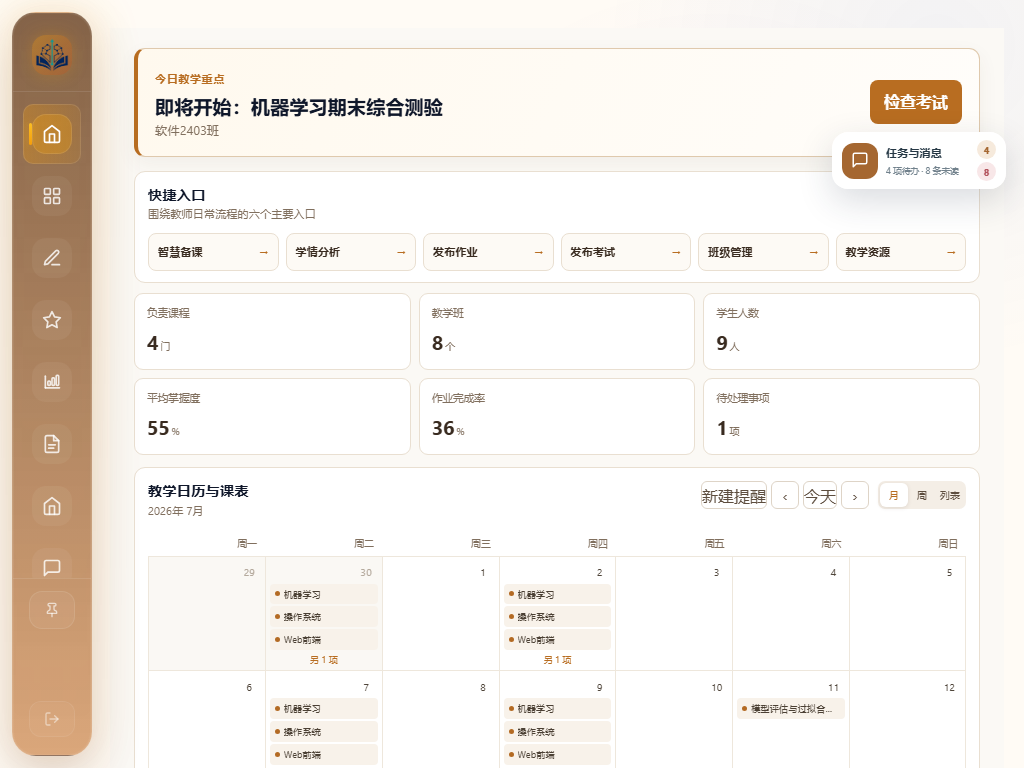 今日教学重点
即将开始：机器学习期末综合测验
软件2403班
检查考试
任务与消息
4 项待办 · 8 条未读
4
8
快捷入口
围绕教师日常流程的六个主要入口
智慧备课 →
学情分析 →
发布作业 →
发布考试 →
班级管理 →
教学资源 →
负责课程
4 门
教学班
8 个
学生人数
9 人
平均掌握度
55 %
作业完成率
36 %
待处理事项
1 项
教学日历与课表
2026年 7月
新建提醒 ‹ 今天 › 月 周 列表
周一 周二 周三 周四 周五 周六 周日
29 30 1 2 3 4 5
机器学习 机器学习
操作系统 操作系统
Web前端 Web前端
另 1 项 另 1 项
6 7 8 9 10 11 12
机器学习 机器学习 模型评估与过拟合...
操作系统 操作系统
Web前端 Web前端